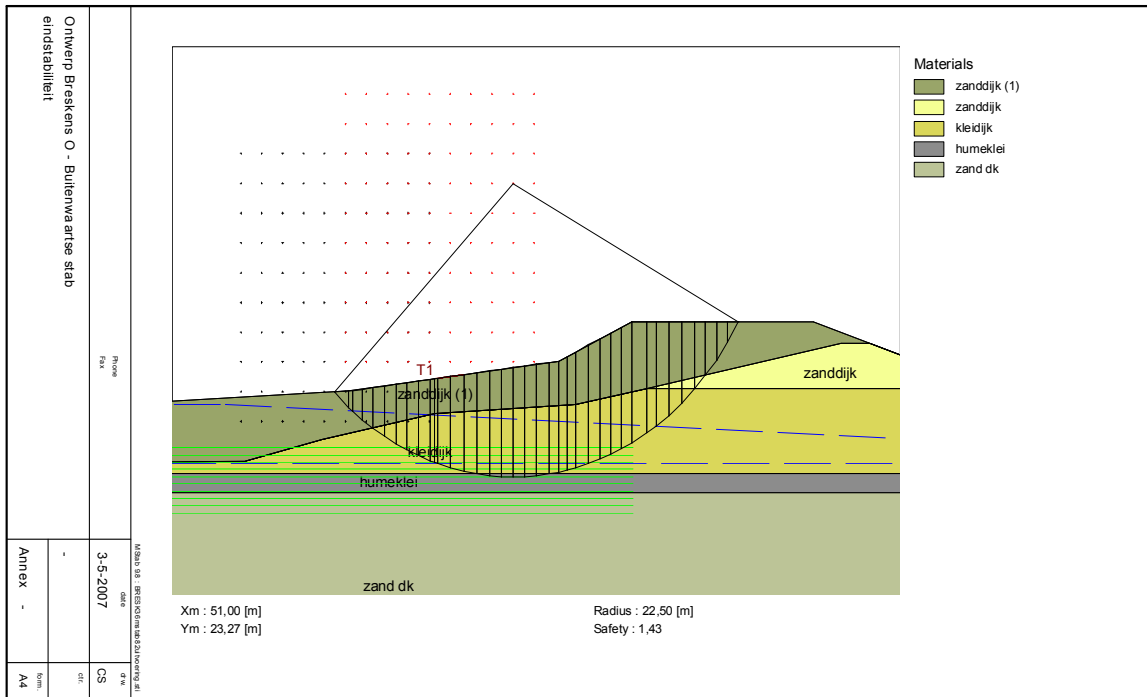 Materials
zanddijk (1)
zanddijk
kleidijk
humeklei
zand dk
T1
zanddijk (1)
zanddijk
kleidijk
humeklei
zand dk
Xm : 51,00 [m]
Ym : 23,27 [m]
Radius : 22,50 [m]
Safety : 1,43
Ontwerp Breskens O - Buitenwaartse stab
eindstabiliteit
Phone
Fax
date
3-5-2007
drw.
CS
-
ctr.
Annex -
form.
A4